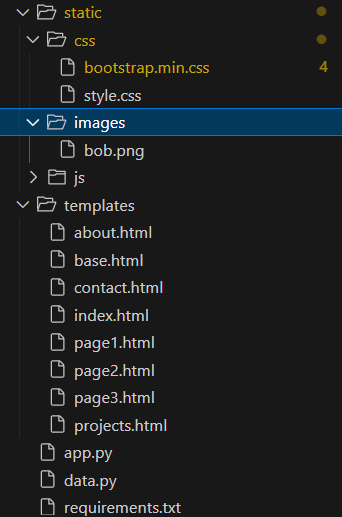 static
css
bootstrap.min.css 4
style.css
images
bob.png
js
templates
about.html
base.html
contact.html
index.html
page1.html
page2.html
page3.html
projects.html
app.py
data.py
requirements.txt